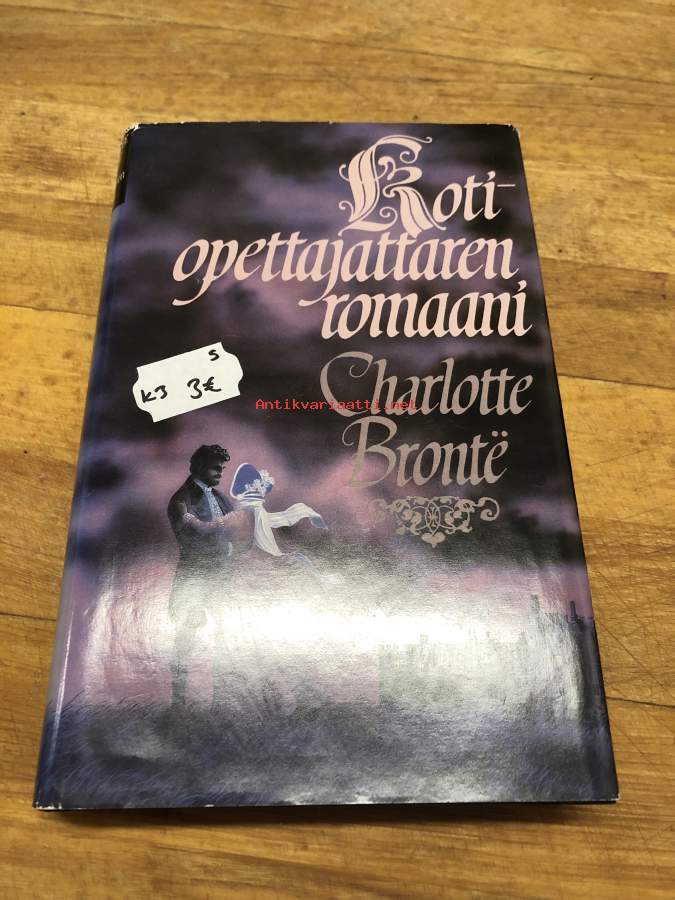 Koti-
opettajattaren
romaani
s
k3 3€
Antikvariaatti.net
Charlotte
Brontë